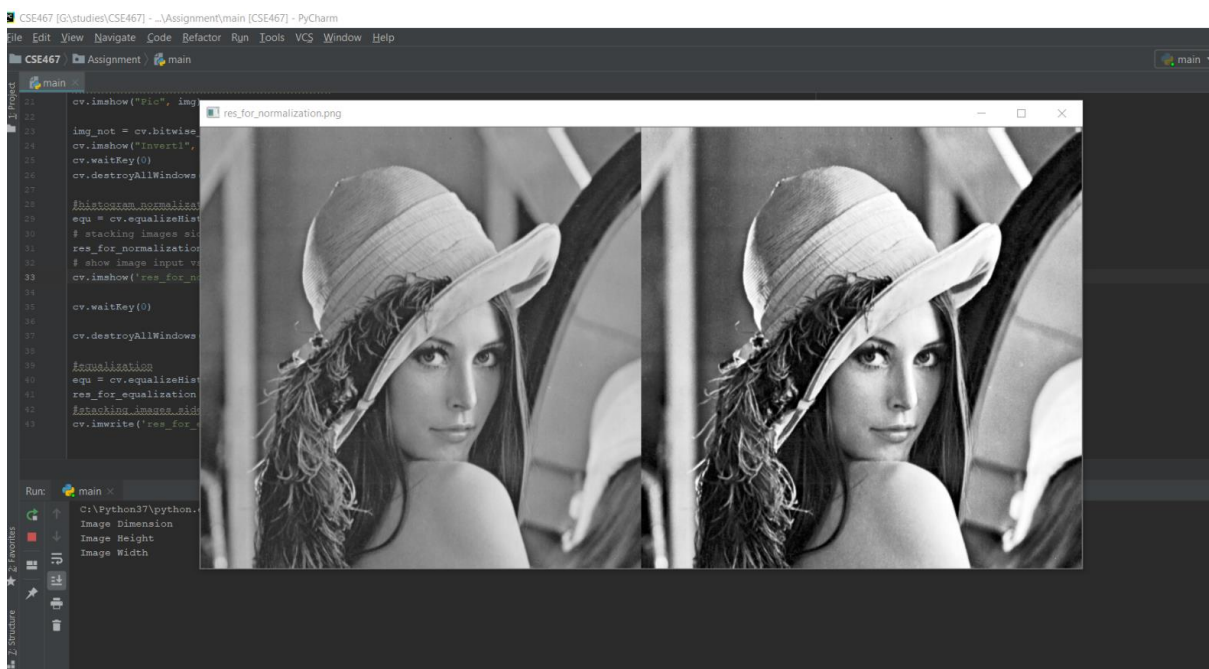 CSE467 [G:\studies\CSE467] - ...\Assignment\main [CSE467] - PyCharm
File Edit View Navigate Code Refactor Run Tools VCS Window Help
CSE467 Assignment main
main
1: Project
main
21 cv.imshow("Pic", img
res_for_normalization.png
22
23 img_not = cv.bitwise_
24 cv.imshow("Invert1",
25 cv.waitKey(0)
26 cv.destroyAllWindows
27
28 #histogram normalizat
29 equ = cv.equalizeHist
30 # stacking images sid
31 res_for_normalization
32 # show image input vs
33 cv.imshow('res_for_no
34
35 cv.waitKey(0)
36
37 cv.destroyAllWindows
38
39 #equalization
40 equ = cv.equalizeHist
41 res_for_equalization
42 #stacking images side
43 cv.imwrite('res_for_e
Run: main
C:\Python37\python.e
Image Dimension
Image Height
Image Width
2: Favorites
7: Structure